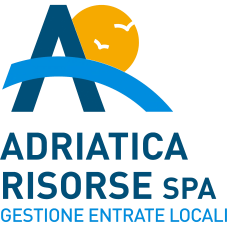 ADRIATICA
RISORSE SPA
GESTIONE ENTRATE LOCALI